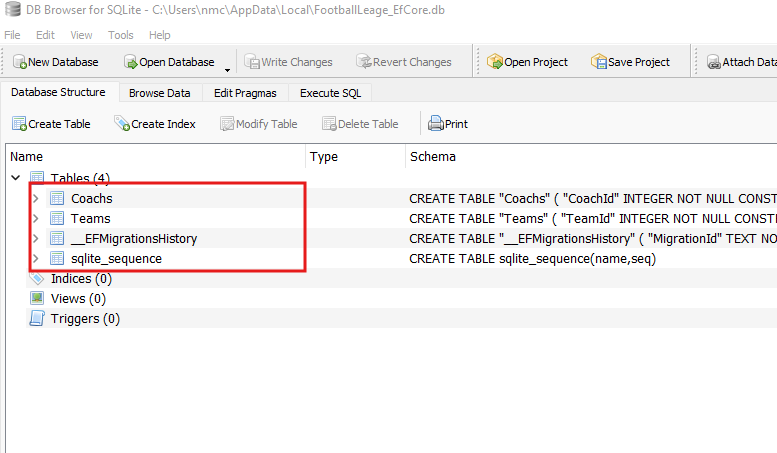 DB Browser for SQLite - C:\Users\nmc\AppData\Local\FootballLeage_EfCore.db
File Edit View Tools Help
New Database Open Database Write Changes Revert Changes Open Project Save Project Attach Data
Database Structure Browse Data Edit Pragmas Execute SQL
Create Table Create Index Modify Table Delete Table Print
Name Type Schema
Tables (4)
Coachs CREATE TABLE "Coachs" ( "CoachId" INTEGER NOT NULL CONST
Teams CREATE TABLE "Teams" ( "TeamId" INTEGER NOT NULL CONSTI
__EFMigrationsHistory CREATE TABLE "__EFMigrationsHistory" ( "MigrationId" TEXT NO
sqlite_sequence CREATE TABLE sqlite_sequence(name,seq)
Indices (0)
Views (0)
Triggers (0)